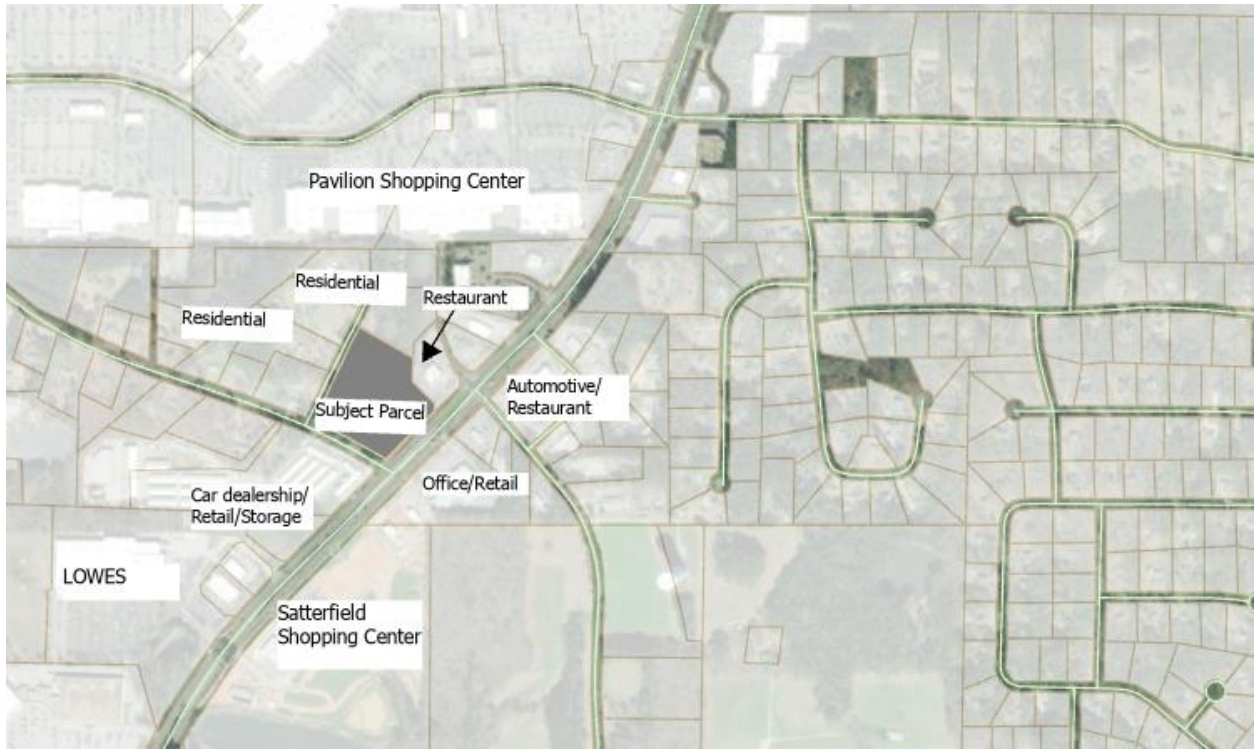 Pavilion Shopping Center
Residential
Restaurant
Residential
Automotive/
Restaurant
Subject Parcel
Office/Retail
Car dealership/
Retail/Storage
LOWES
Satterfield
Shopping Center